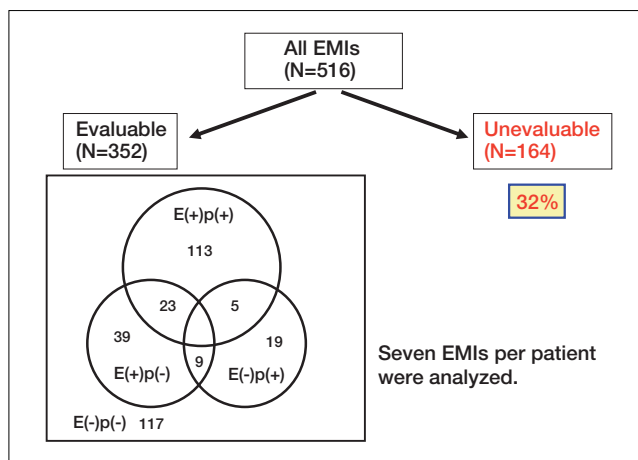 All EMIs
(N=516)
Evaluable
(N=352)
Unevaluable
(N=164)
32%
E(+)p(+)
113
23
5
39
9
19
E(+)p(-)
E(-)p(+)
E(-)p(-) 117
Seven EMIs per patient
were analyzed.